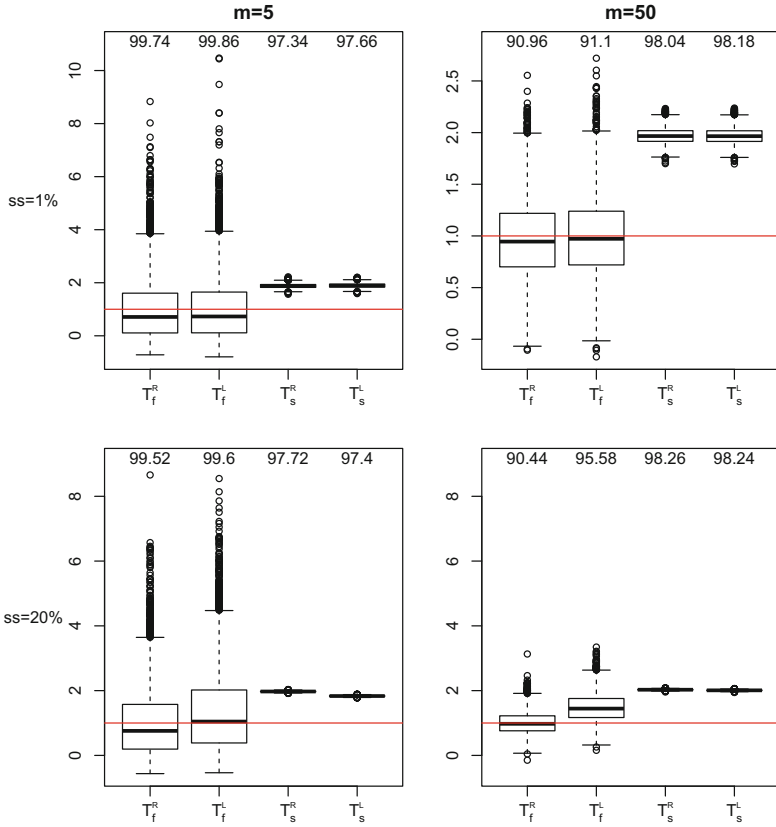 m=5
m=50
99.74 99.86 97.34 97.66
90.96 91.1 98.04 98.18
ss=1%
10
8
6
4
2
0
2.5
2.0
1.5
1.0
0.5
0.0
T_f^R T_f^L T_s^R T_s^L
T_f^R T_f^L T_s^R T_s^L
99.52 99.6 97.72 97.4
90.44 95.58 98.26 98.24
ss=20%
8
6
4
2
0
8
6
4
2
0
T_f^R T_f^L T_s^R T_s^L
T_f^R T_f^L T_s^R T_s^L